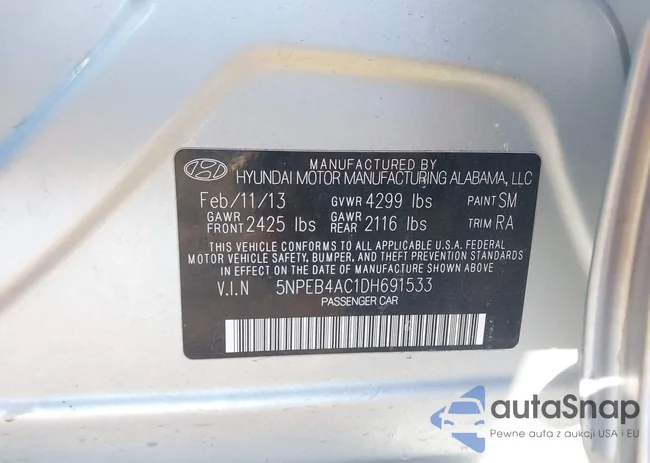 MANUFACTURED BY
HYUNDAI MOTOR MANUFACTURING ALABAMA, LLC
Feb/11/13 GVWR 4299 lbs PAINT SM
GAWR FRONT 2425 lbs GAWR REAR 2116 lbs TRIM RA
THIS VEHICLE CONFORMS TO ALL APPLICABLE U.S.A. FEDERAL
MOTOR VEHICLE SAFETY, BUMPER, AND THEFT PREVENTION STANDARDS
IN EFFECT ON THE DATE OF MANUFACTURE SHOWN ABOVE
V.I.N 5NPEB4AC1DH691533
PASSENGER CAR
autaSnap
Pewne auta z aukcji USA i EU